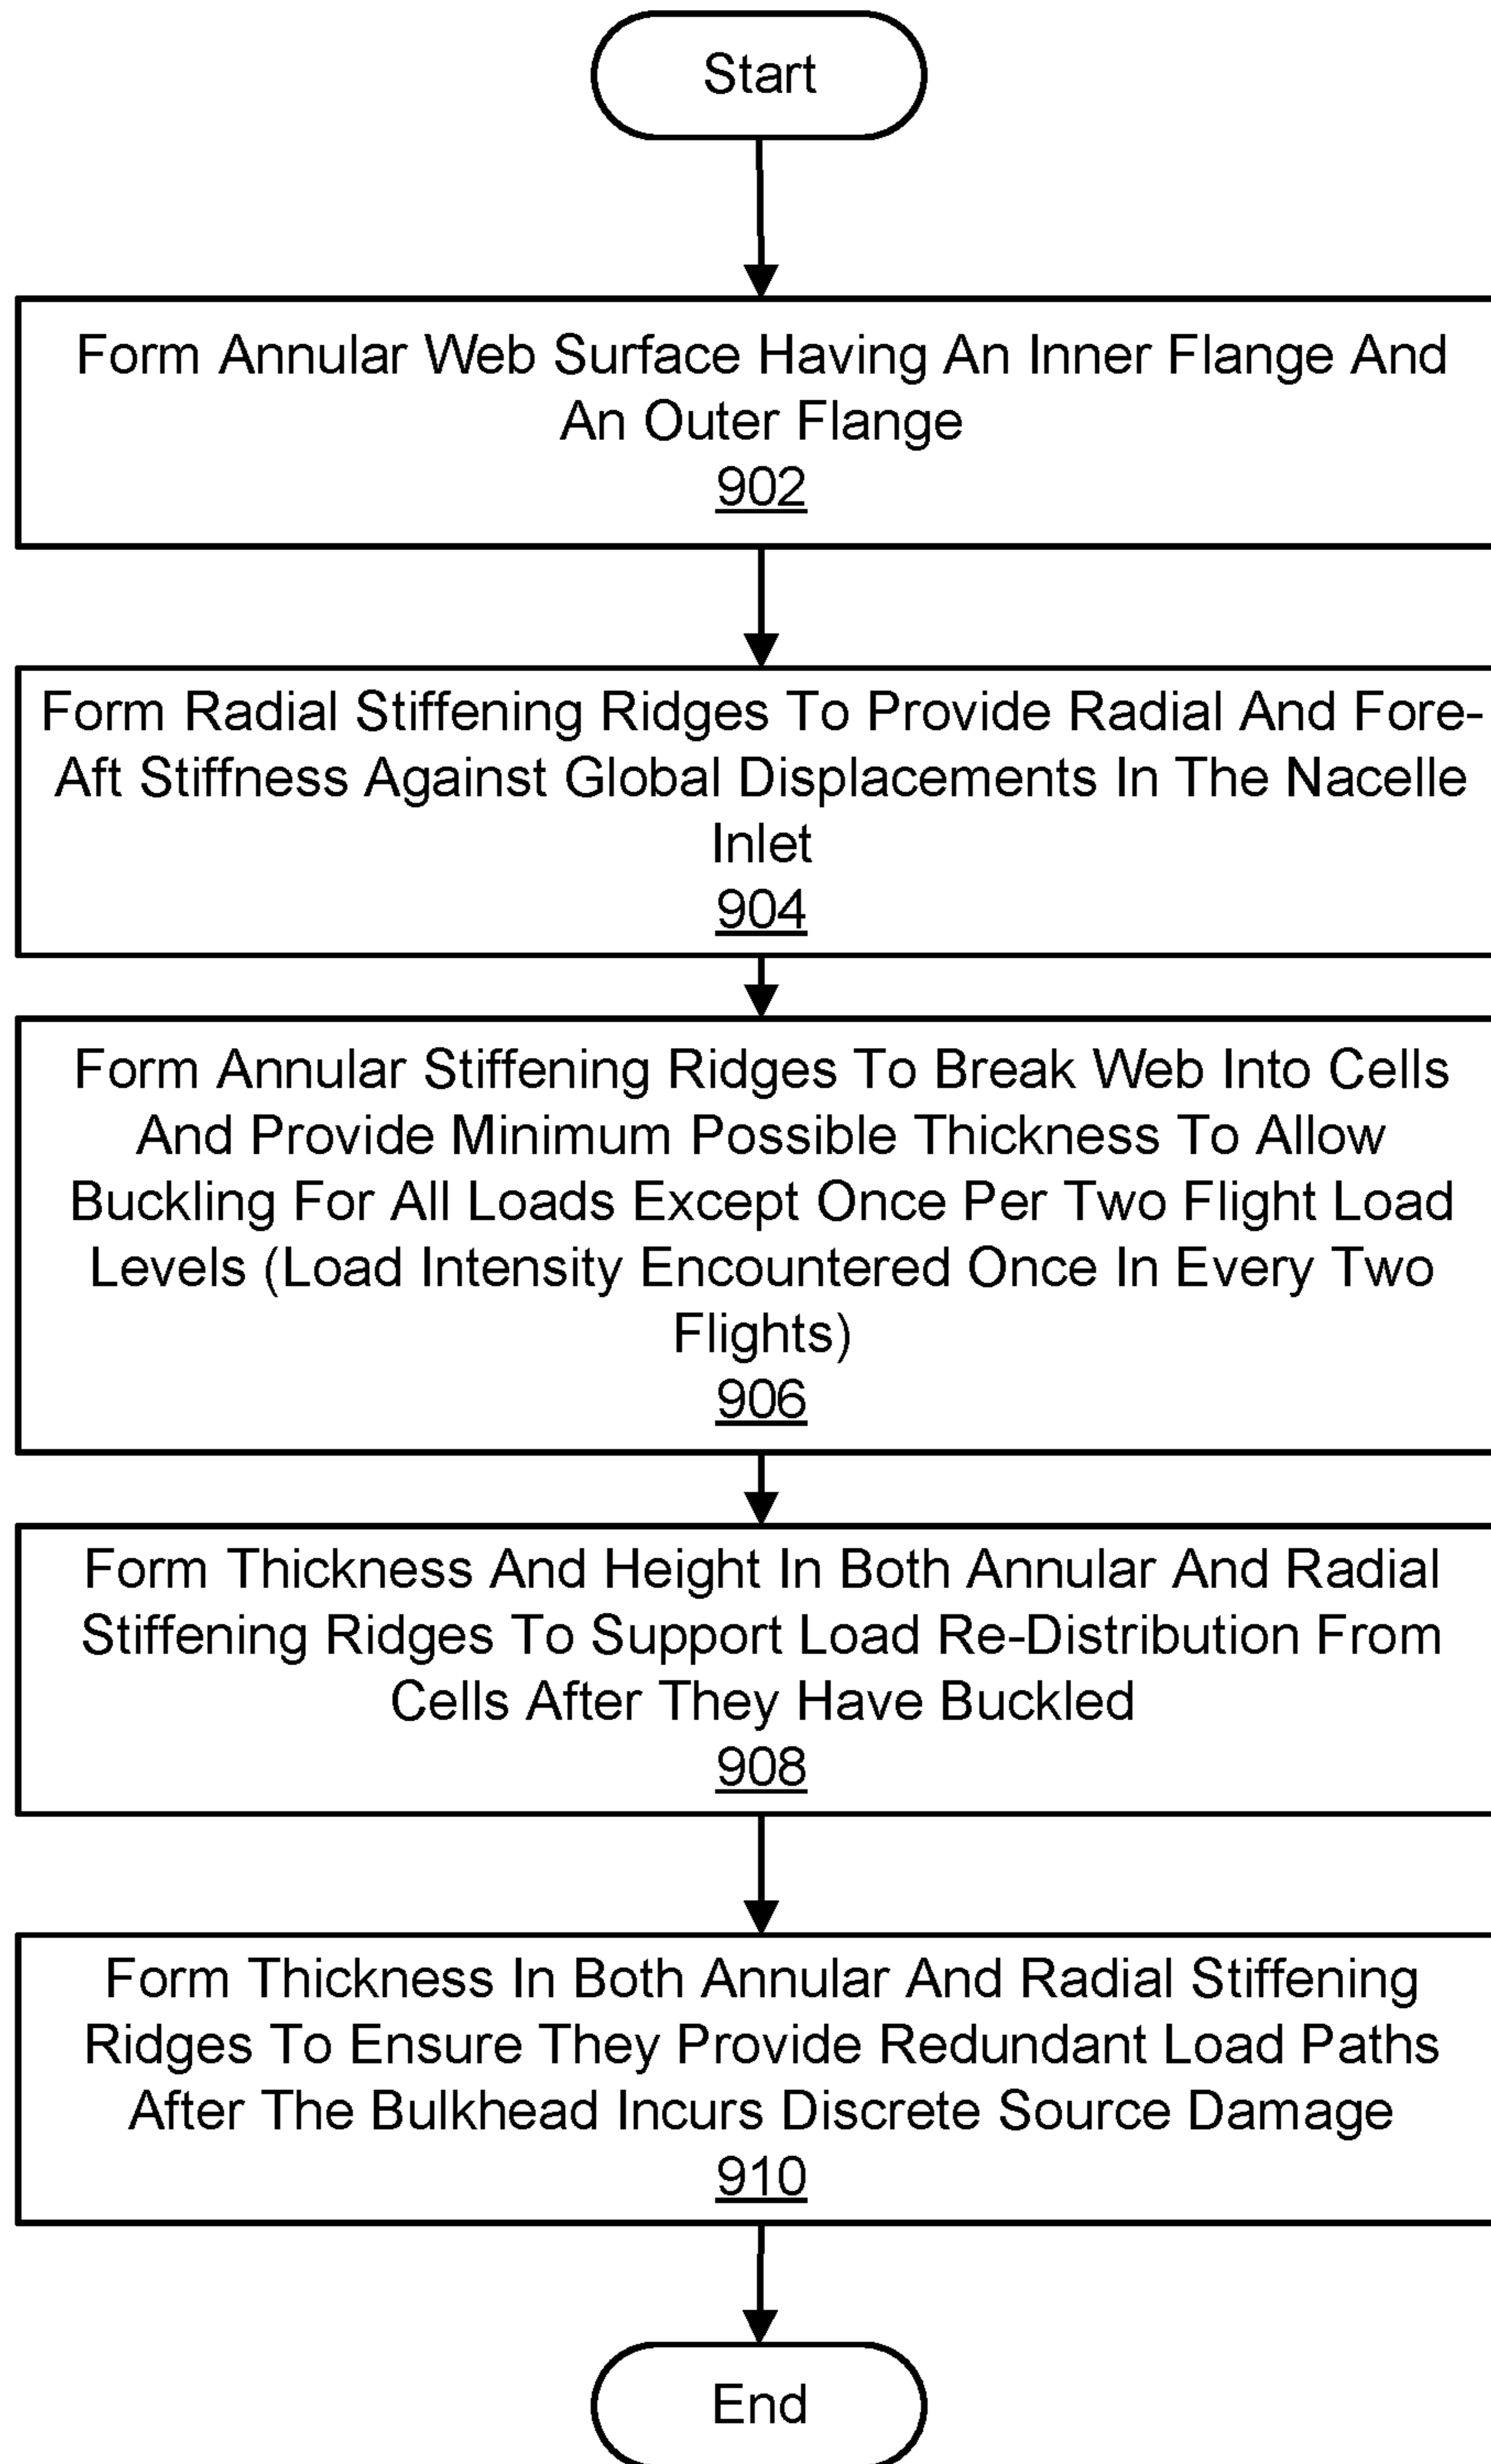 Start
Form Annular Web Surface Having An Inner Flange And
An Outer Flange
902
Form Radial Stiffening Ridges To Provide Radial And Fore-
Aft Stiffness Against Global Displacements In The Nacelle
Inlet
904
Form Annular Stiffening Ridges To Break Web Into Cells
And Provide Minimum Possible Thickness To Allow
Buckling For All Loads Except Once Per Two Flight Load
Levels (Load Intensity Encountered Once In Every Two
Flights)
906
Form Thickness And Height In Both Annular And Radial
Stiffening Ridges To Support Load Re-Distribution From
Cells After They Have Buckled
908
Form Thickness In Both Annular And Radial Stiffening
Ridges To Ensure They Provide Redundant Load Paths
After The Bulkhead Incurs Discrete Source Damage
910
End